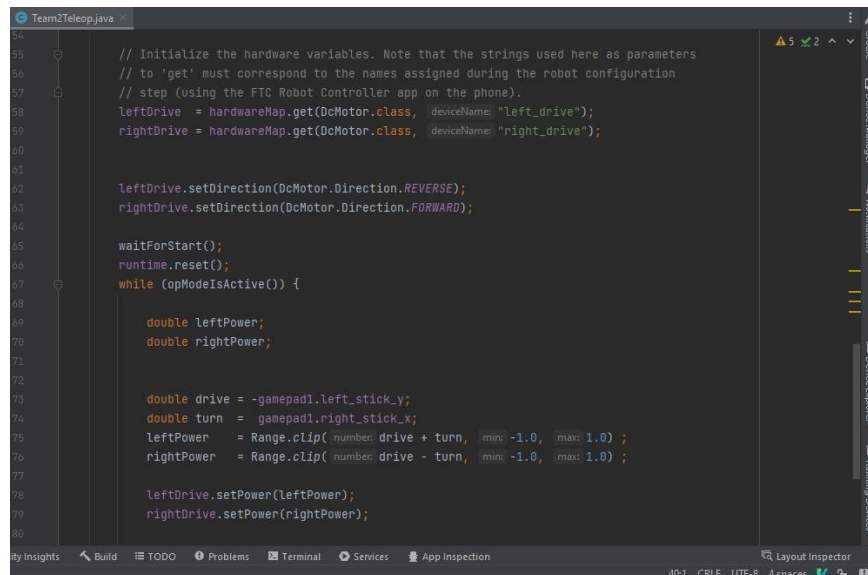 Team2Teleop.java
5 2
54
55 // Initialize the hardware variables. Note that the strings used here as parameters
56 // to 'get' must correspond to the names assigned during the robot configuration
57 // step (using the FTC Robot Controller app on the phone).
58 leftDrive  = hardwareMap.get(DcMotor.class, deviceName: "left_drive");
59 rightDrive = hardwareMap.get(DcMotor.class, deviceName: "right_drive");
60
61
62 leftDrive.setDirection(DcMotor.Direction.REVERSE);
63 rightDrive.setDirection(DcMotor.Direction.FORWARD);
64
65 waitForStart();
66 runtime.reset();
67 while (opModeIsActive()) {
68
69 double leftPower;
70 double rightPower;
71
72
73 double drive = -gamepad1.left_stick_y;
74 double turn  =  gamepad1.right_stick_x;
75 leftPower    = Range.clip( number: drive + turn, min: -1.0, max: 1.0) ;
76 rightPower   = Range.clip( number: drive - turn, min: -1.0, max: 1.0) ;
77
78 leftDrive.setPower(leftPower);
79 rightDrive.setPower(rightPower);
80
ity Insights Build TODO Problems Terminal Services App Inspection Layout Inspector
40:1 CRLF UTF-8 4 spaces